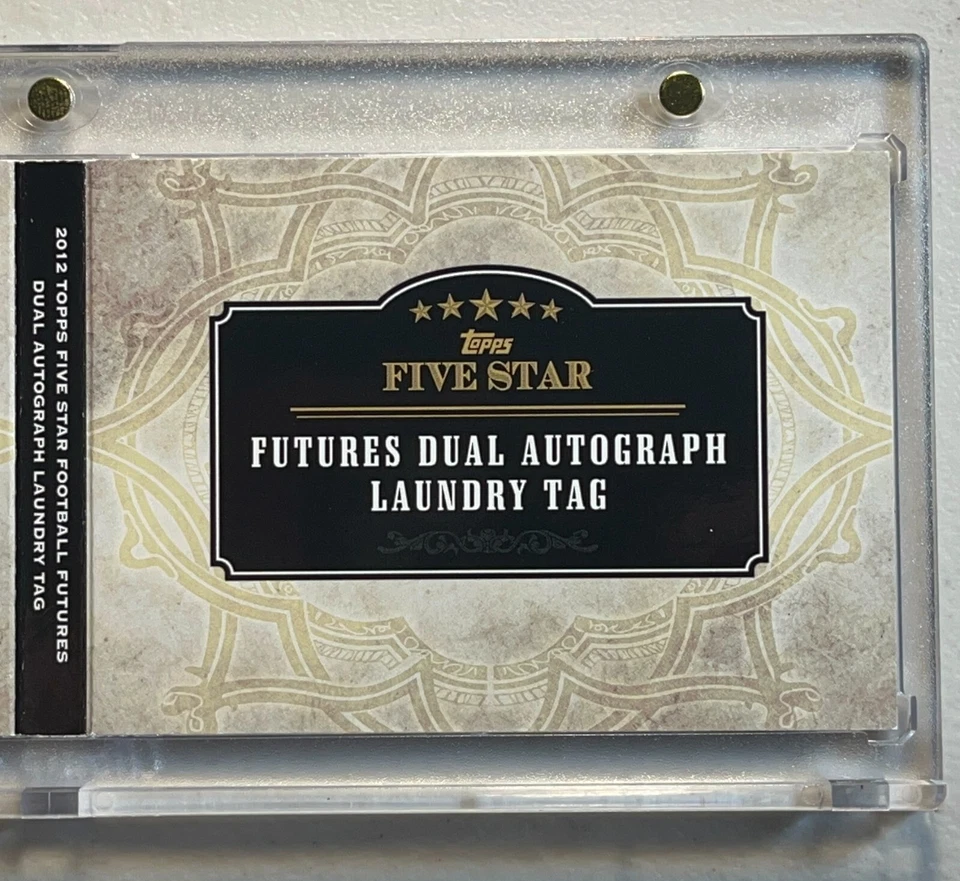 2012 TOPPS FIVE STAR FOOTBALL FUTURES
DUAL AUTOGRAPH LAUNDRY TAG
Topps
FIVE STAR
FUTURES DUAL AUTOGRAPH
LAUNDRY TAG